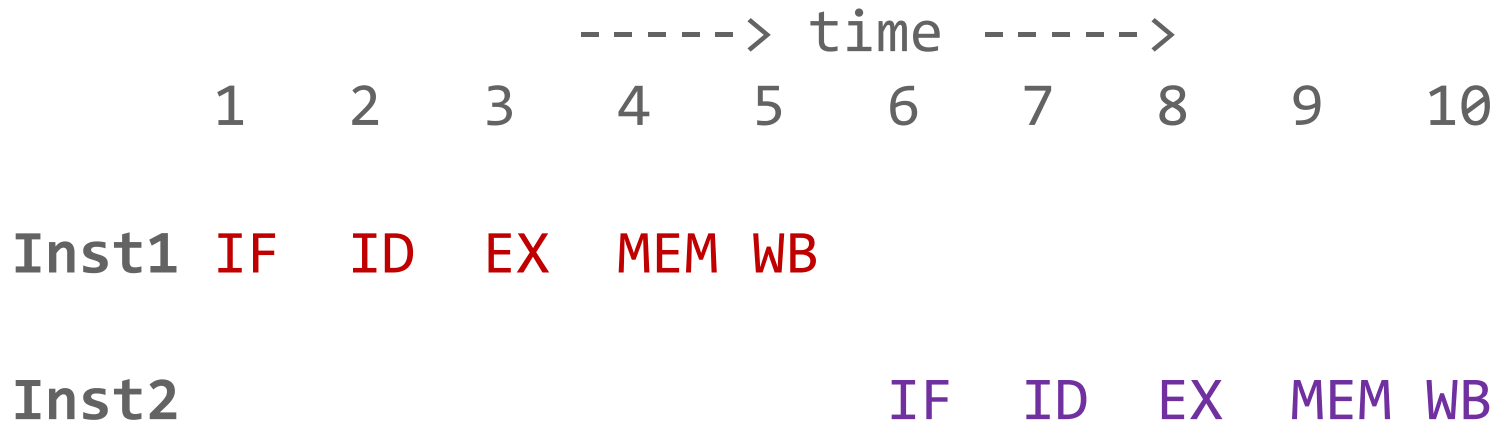 -----> time ----->
1 2 3 4 5 6 7 8 9 10
Inst1 IF ID EX MEM WB
Inst2 IF ID EX MEM WB